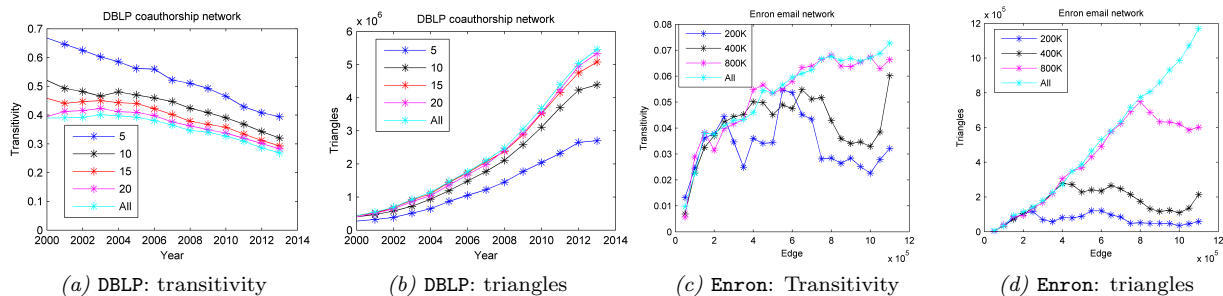 DBLP coauthorship network
0.7
0.6
0.5
0.4
0.3
0.2
0.1
0
Transitivity
5
10
15
20
All
2000 2002 2004 2006 2008 2010 2012 2014
Year
(a) DBLP: transitivity
DBLP coauthorship network
x 10^6
6
5
4
3
2
1
0
Triangles
5
10
15
20
All
2000 2002 2004 2006 2008 2010 2012 2014
Year
(b) DBLP: triangles
Enron email network
0.08
0.07
0.06
0.05
0.04
0.03
0.02
0.01
0
Transitivity
200K
400K
800K
All
0 2 4 6 8 10 12
Edge
x 10^5
(c) Enron: Transitivity
Enron email network
x 10^5
12
10
8
6
4
2
0
Triangles
200K
400K
800K
All
0 2 4 6 8 10 12
Edge
x 10^5
(d) Enron: triangles